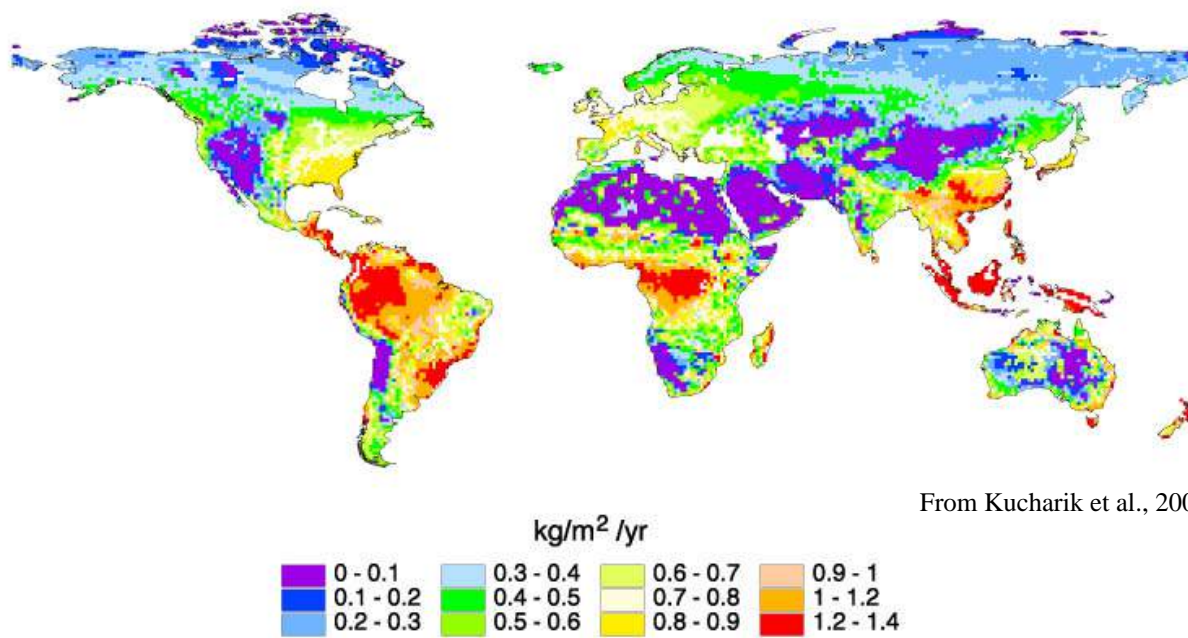 From Kucharik et al., 200
kg/m² /yr
0 - 0.1 0.3 - 0.4 0.6 - 0.7 0.9 - 1
0.1 - 0.2 0.4 - 0.5 0.7 - 0.8 1 - 1.2
0.2 - 0.3 0.5 - 0.6 0.8 - 0.9 1.2 - 1.4